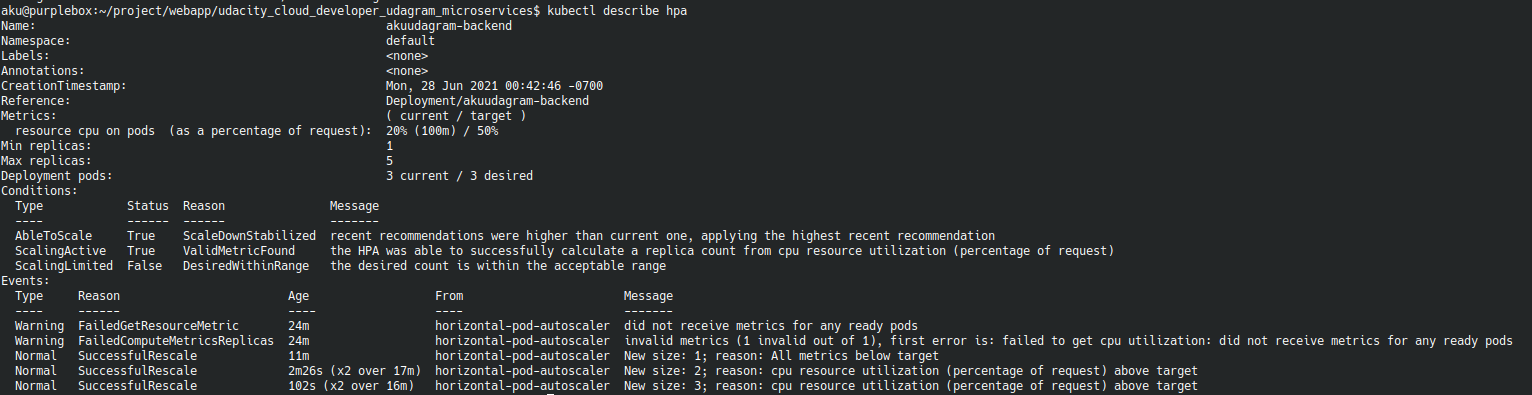 aku@purplebox:~/project/webapp/udacity_cloud_developer_udagram_microservices$ kubectl describe hpa
Name:                                                  akuudagram-backend
Namespace:                                             default
Labels:                                                <none>
Annotations:                                           <none>
CreationTimestamp:                                     Mon, 28 Jun 2021 00:42:46 -0700
Reference:                                             Deployment/akuudagram-backend
Metrics:                                               ( current / target )
  resource cpu on pods  (as a percentage of request):  20% (100m) / 50%
Min replicas:                                          1
Max replicas:                                          5
Deployment pods:                                       3 current / 3 desired
Conditions:
  Type            Status  Reason               Message
  ----            ------  ------               -------
  AbleToScale     True    ScaleDownStabilized  recent recommendations were higher than current one, applying the highest recent recommendation
  ScalingActive   True    ValidMetricFound     the HPA was able to successfully calculate a replica count from cpu resource utilization (percentage of request)
  ScalingLimited  False   DesiredWithinRange   the desired count is within the acceptable range
Events:
  Type     Reason                        Age                  From                       Message
  ----     ------                        ----                 ----                       -------
  Warning  FailedGetResourceMetric       24m                  horizontal-pod-autoscaler  did not receive metrics for any ready pods
  Warning  FailedComputeMetricsReplicas  24m                  horizontal-pod-autoscaler  invalid metrics (1 invalid out of 1), first error is: failed to get cpu utilization: did not receive metrics for any ready pods
  Normal   SuccessfulRescale             11m                  horizontal-pod-autoscaler  New size: 1; reason: All metrics below target
  Normal   SuccessfulRescale             2m26s (x2 over 17m)  horizontal-pod-autoscaler  New size: 2; reason: cpu resource utilization (percentage of request) above target
  Normal   SuccessfulRescale             102s (x2 over 16m)   horizontal-pod-autoscaler  New size: 3; reason: cpu resource utilization (percentage of request) above target